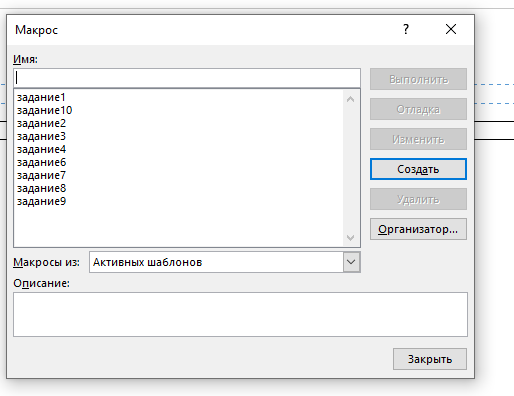 Макрос
?
Имя:
Выполнить
задание1
задание10
задание2
задание3
задание4
задание6
задание7
задание8
задание9
Отладка
Изменить
Создать
Удалить
Организатор...
Макросы из:
Активных шаблонов
Описание:
Закрыть